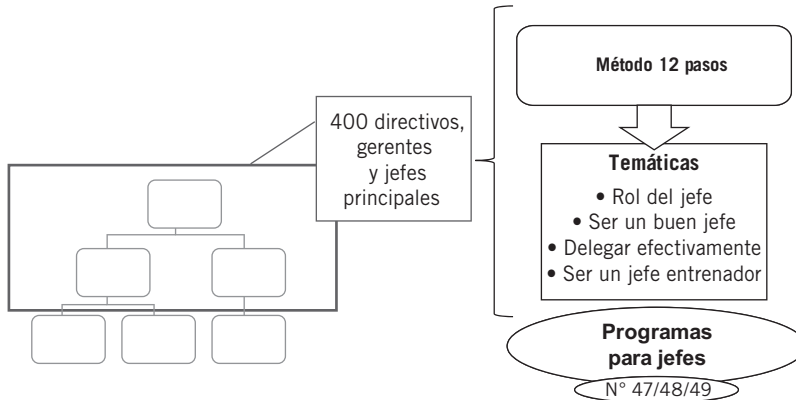 400 directivos,
gerentes
y jefes
principales
Método 12 pasos
Temáticas
• Rol del jefe
• Ser un buen jefe
• Delegar efectivamente
• Ser un jefe entrenador
Programas
para jefes
N° 47/48/49